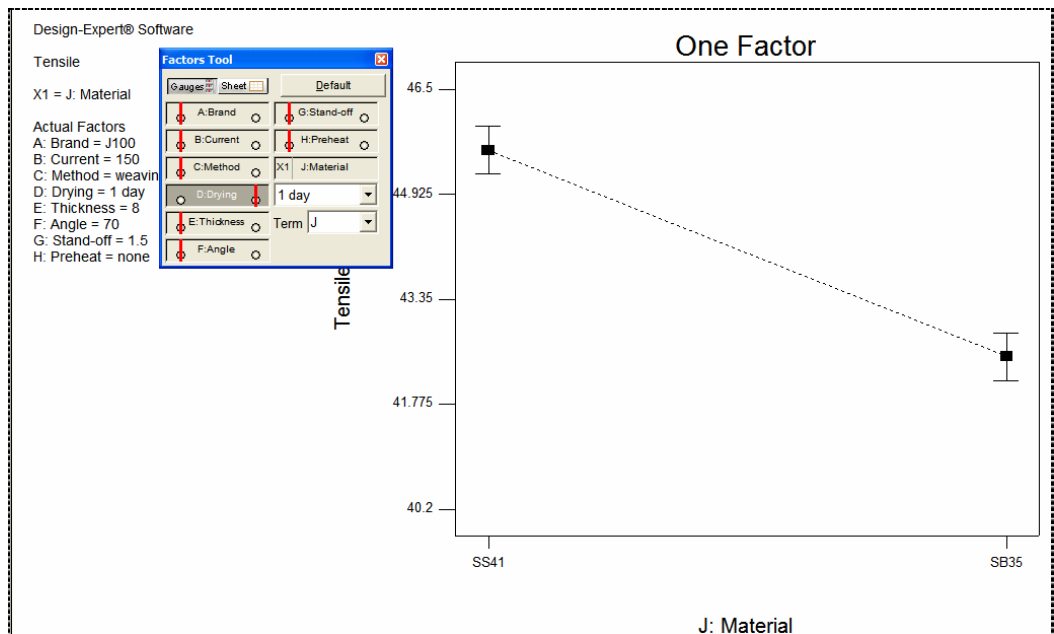 Design-Expert® Software
Tensile
X1 = J: Material
Actual Factors
A: Brand = J100
B: Current = 150
C: Method = weavin
D: Drying = 1 day
E: Thickness = 8
F: Angle = 70
G: Stand-off = 1.5
H: Preheat = none
Factors Tool
Gauges Sheet Default
A:Brand G:Stand-off
B:Current H:Preheat
C:Method X1 J:Material
D:Drying 1 day
E:Thickness Term J
F:Angle
One Factor
46.5
44.925
43.35
41.775
40.2
Tensile
SS41 SB35
J: Material